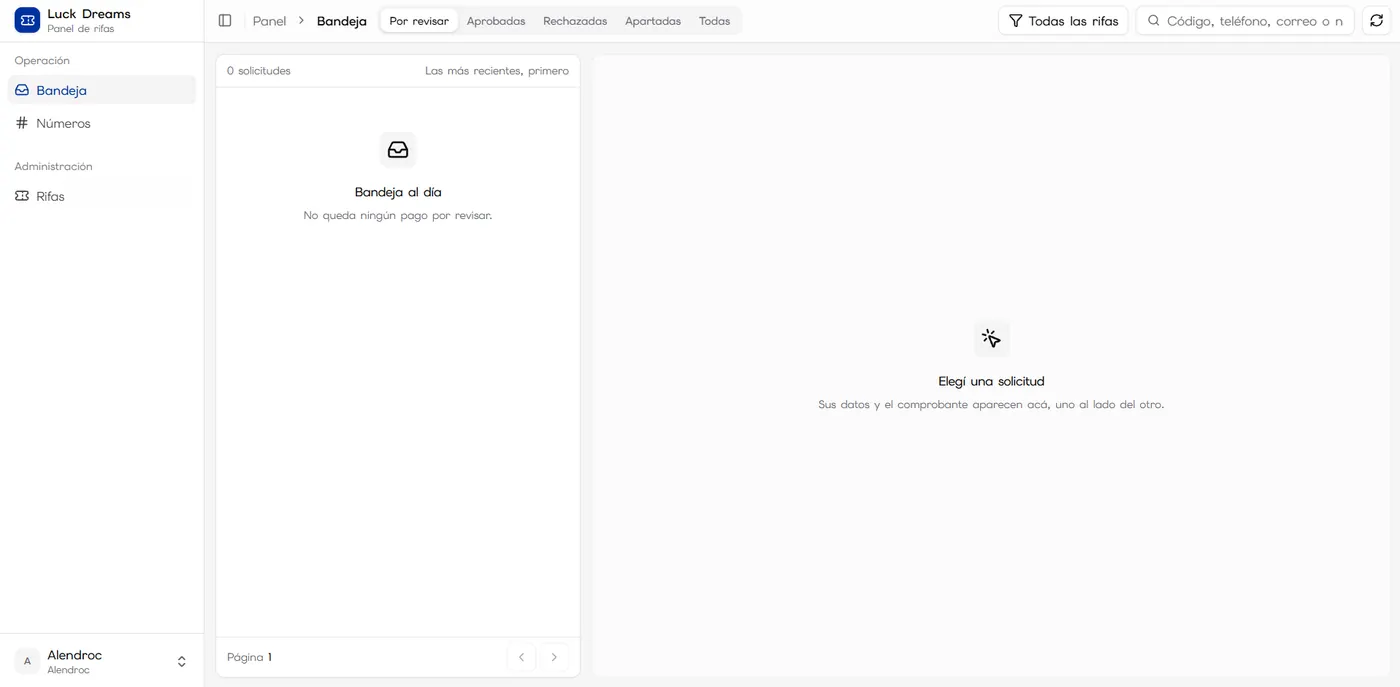 Luck Dreams
Panel de rifas
Operación
Bandeja
Números
Administración
Rifas
Alendroc
A
Alendroc
Panel > Bandeja
Por revisar
Aprobadas
Rechazadas
Apartadas
Todas
Todas las rifas
Código, teléfono, correo o n
0 solicitudes
Las más recientes, primero
Bandeja al día
No queda ningún pago por revisar.
Página 1
Elegí una solicitud
Sus datos y el comprobante aparecen acá, uno al lado del otro.